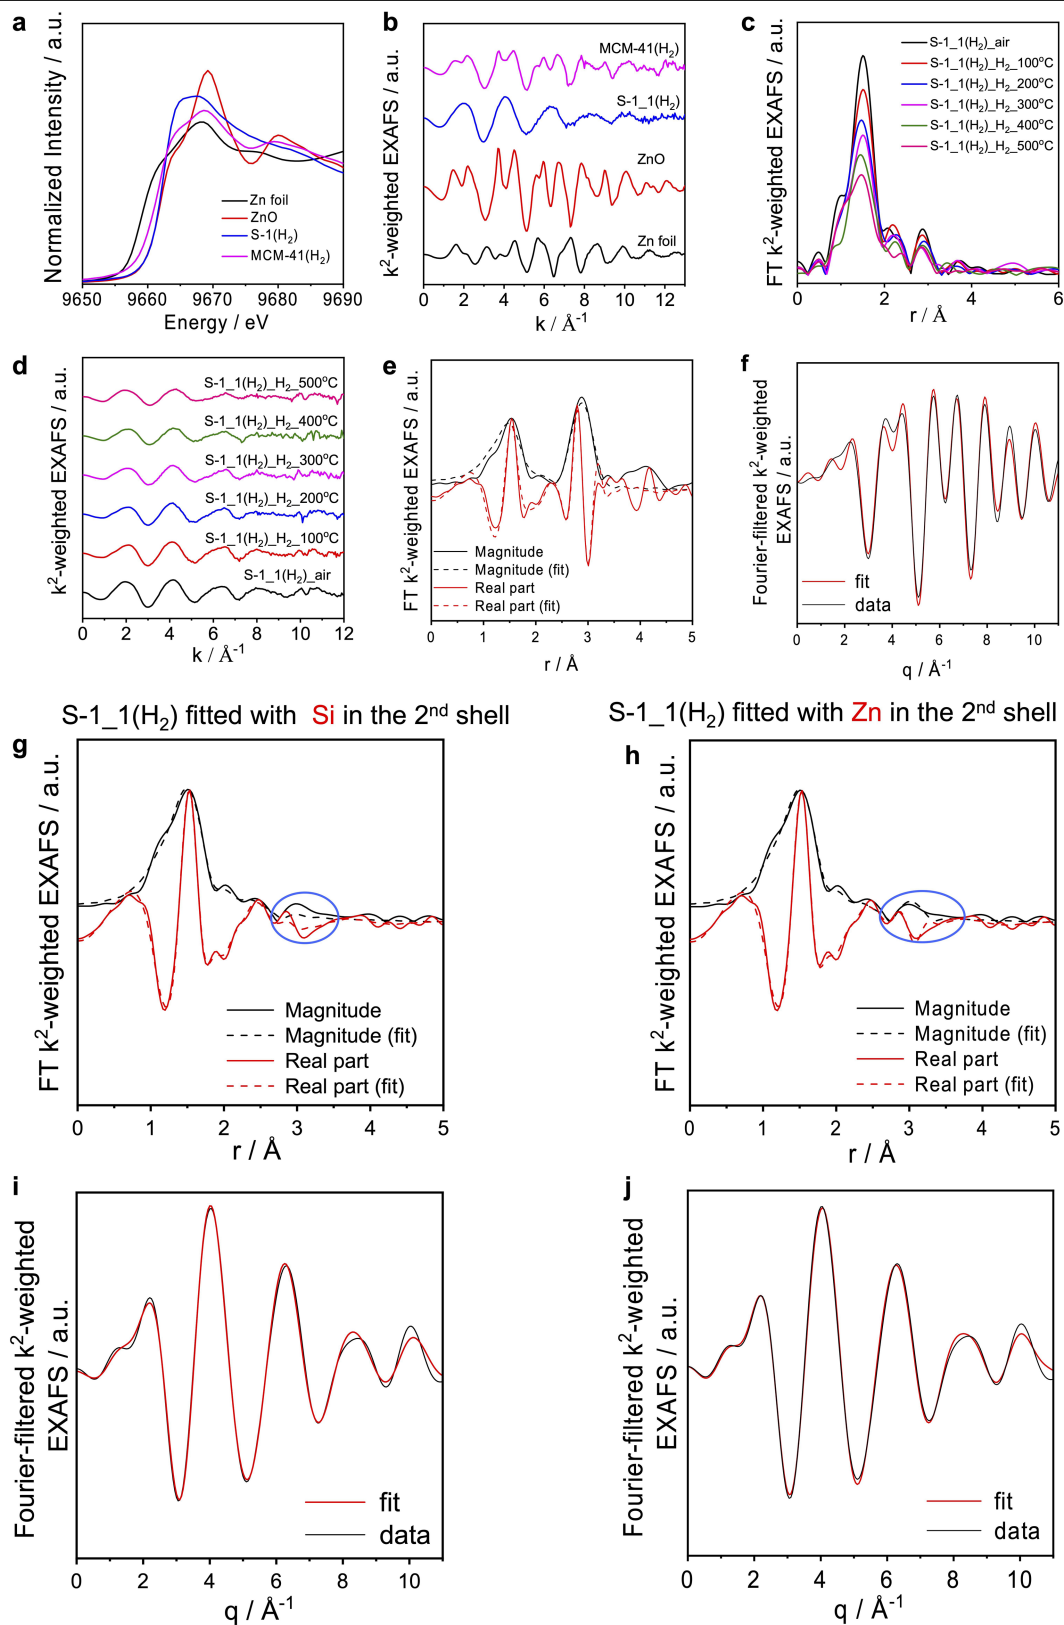 a
Normalized Intensity / a.u.
Zn foil
ZnO
S-1(H2)
MCM-41(H2)
9650 9660 9670 9680 9690
Energy / eV
b
k2-weighted EXAFS / a.u.
MCM-41(H2)
S-1_1(H2)
ZnO
Zn foil
0 2 4 6 8 10 12
k / Å-1
c
FT k2-weighted EXAFS / a.u.
S-1_1(H2)_air
S-1_1(H2)_H2_100oC
S-1_1(H2)_H2_200oC
S-1_1(H2)_H2_300oC
S-1_1(H2)_H2_400oC
S-1_1(H2)_H2_500oC
0 2 4 6
r / Å
d
k2-weighted EXAFS / a.u.
S-1_1(H2)_H2_500oC
S-1_1(H2)_H2_400oC
S-1_1(H2)_H2_300oC
S-1_1(H2)_H2_200oC
S-1_1(H2)_H2_100oC
S-1_1(H2)_air
0 2 4 6 8 10 12
k / Å-1
e
FT k2-weighted EXAFS / a.u.
Magnitude
Magnitude (fit)
Real part
Real part (fit)
0 1 2 3 4 5
r / Å
f
Fourier-filtered k2-weighted
EXAFS / a.u.
fit
data
0 2 4 6 8 10
q / Å-1
S-1_1(H2) fitted with Si in the 2nd shell
g
FT k2-weighted EXAFS / a.u.
Magnitude
Magnitude (fit)
Real part
Real part (fit)
0 1 2 3 4 5
r / Å
S-1_1(H2) fitted with Zn in the 2nd shell
h
FT k2-weighted EXAFS / a.u.
Magnitude
Magnitude (fit)
Real part
Real part (fit)
0 1 2 3 4 5
r / Å
i
Fourier-filtered k2-weighted
EXAFS / a.u.
fit
data
0 2 4 6 8 10
q / Å-1
j
Fourier-filtered k2-weighted
EXAFS / a.u.
fit
data
0 2 4 6 8 10
q / Å-1